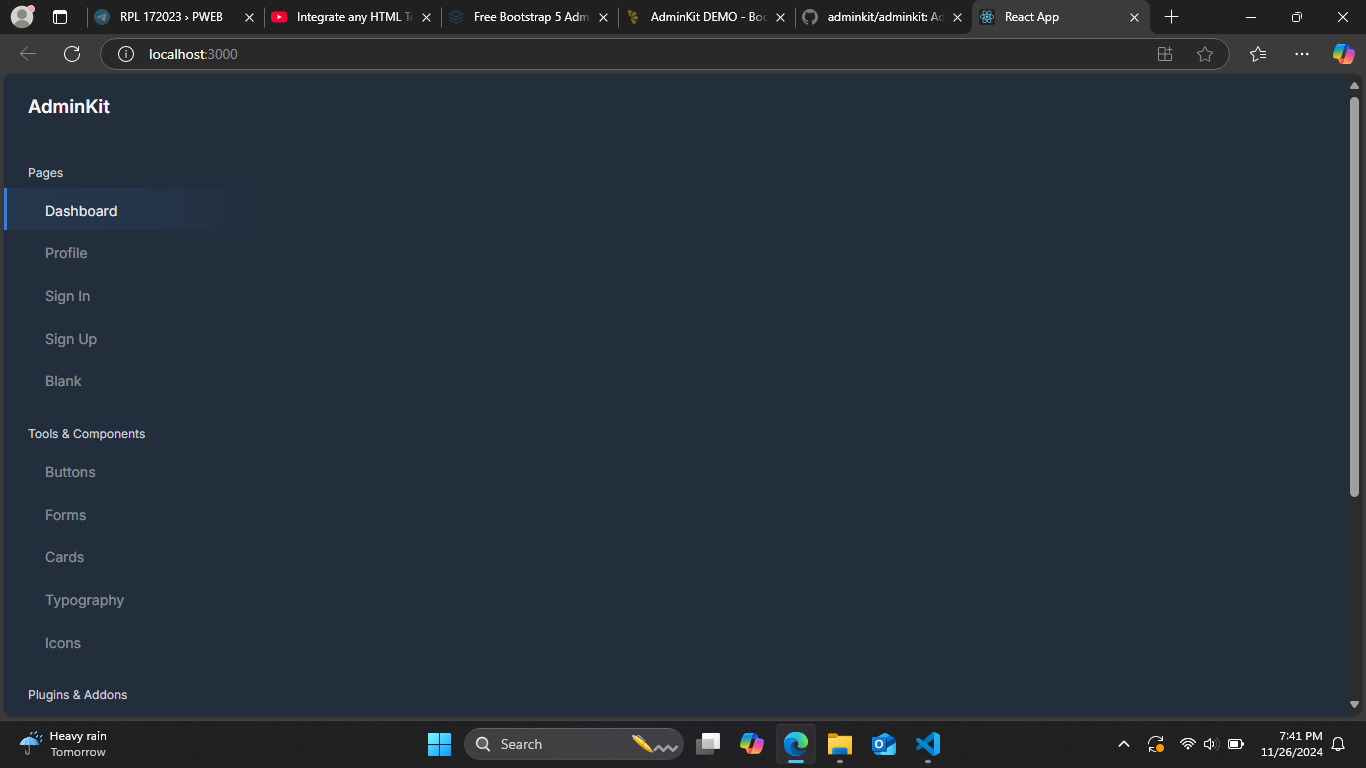 RPL 172023 › PWEB
Integrate any HTML Te
Free Bootstrap 5 Adm
AdminKit DEMO - Boo
adminkit/adminkit: Ad
React App
localhost:3000
AdminKit
Pages
Dashboard
Profile
Sign In
Sign Up
Blank
Tools & Components
Buttons
Forms
Cards
Typography
Icons
Plugins & Addons
Heavy rain
Tomorrow
Search
7:41 PM
11/26/2024